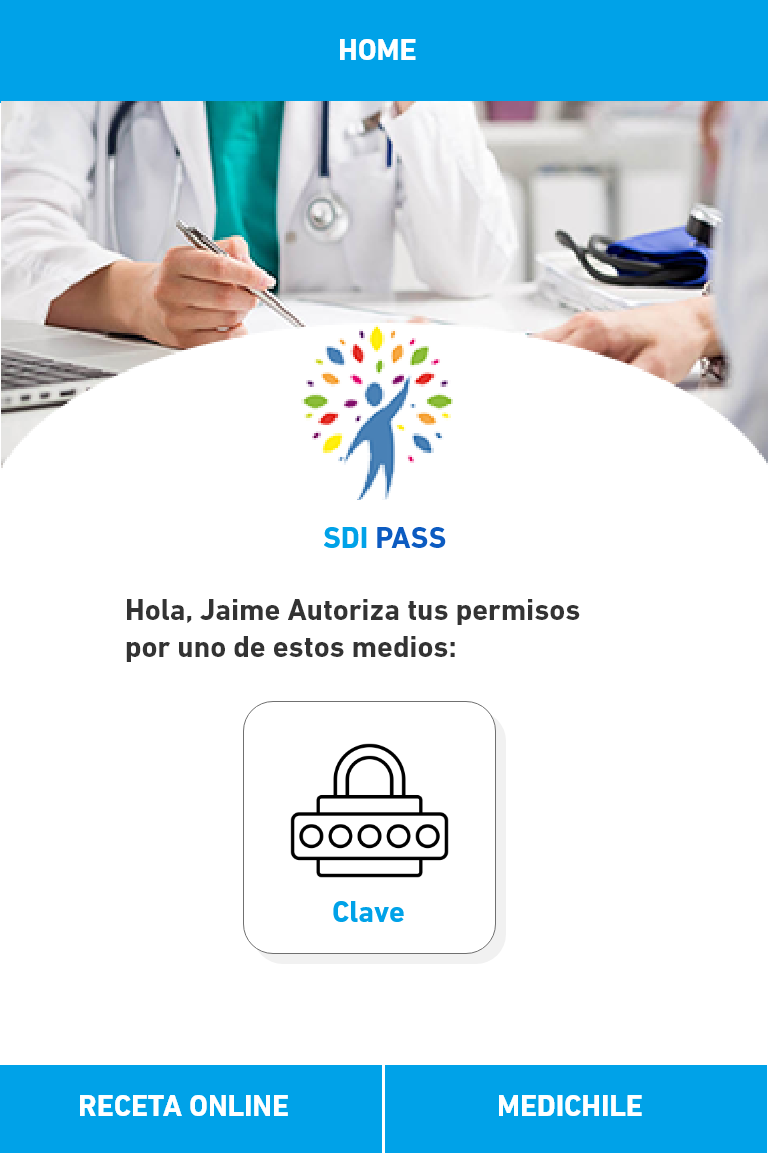 HOME
SDI PASS
Hola, Jaime Autoriza tus permisos
por uno de estos medios:
Clave
RECETA ONLINE
MEDICHILE